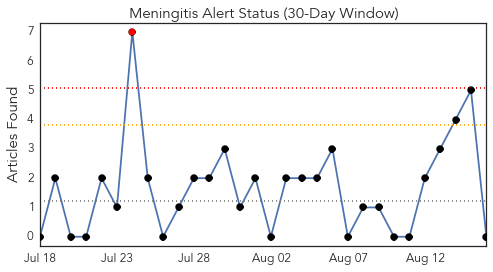 Meningitis Alert Status (30-Day Window)
Articles Found
7
6
5
4
3
2
1
0
Jul 18 Jul 23 Jul 28 Aug 02 Aug 07 Aug 12